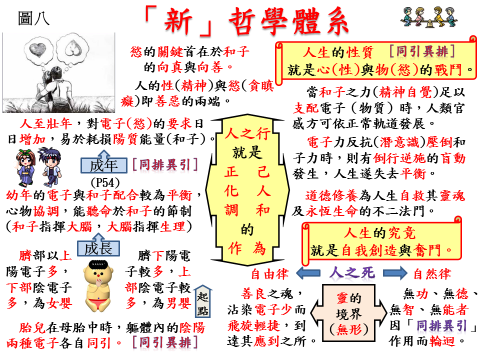 圖八
「新」哲學體系
慾的關鍵首在於和子
的向真與向善。
人的性(精神)與慾(貪瞋
癡)即善惡的兩端。
人至壯年，對電子(慾)的要求日
日增加，易於耗損陽質能量(和子)。
成年
[同排異引]
(P54)
幼年的電子與和子配合較為平衡，
心物協調，能聽命於和子的節制
(和子指揮大腦，大腦指揮生理)
成長
臍部以上
陽電子多，
下部陰電子
多，為女嬰
臍下陽電
子較多，上
部陰電子較
多，為男嬰
起點
胎兒在母胎中時，軀體內的陰陽
兩種電子各自同引。[同排異引]
人之行
就是
正己
化人
調和
的
作為
人生的性質 [同引異排]
就是心(性)與物(慾)的戰鬥。
當和子之力(精神自覺)足以
支配電子（物質）時，人類官
感方可依正常軌道發展。
電子力反抗(潛意識)壓倒和
子力時，則有倒行逆施的盲動
發生，人生遂失去平衡。
道德修養為人生自救其靈魂
及永恆生命的不二法門。
人生的究竟
就是自我創造與奮鬥。
自由律
人之死
自然律
善良之魂，
沾染電子少而
飛旋輕捷，到
達其應到之所。
靈的
境界
(無形)
無功、無德、
無智、無能者
因「同排異引」
作用而輪迴。